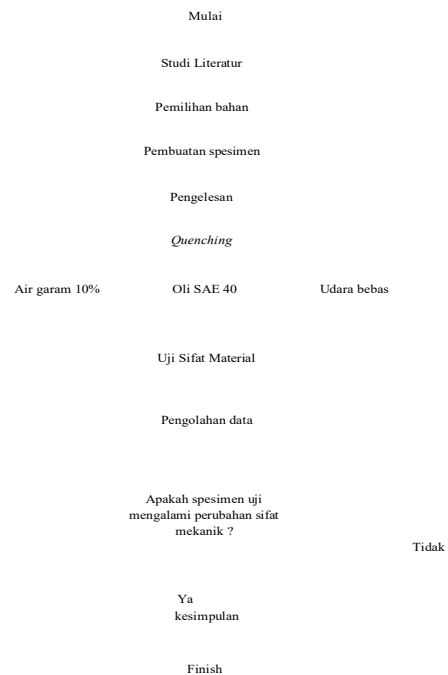 Mulai
Studi Literatur
Pemilihan bahan
Pembuatan spesimen
Pengelesan
Quenching
Air garam 10% Oli SAE 40 Udara bebas
Uji Sifat Material
Pengolahan data
Apakah spesimen uji
mengalami perubahan sifat
mekanik ?
Tidak
Ya
kesimpulan
Finish